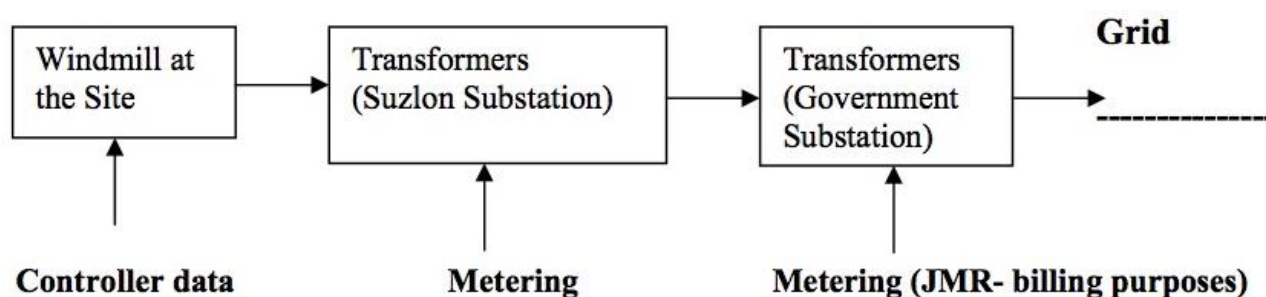 Grid
Windmill at
the Site
Transformers
(Suzlon Substation)
Transformers
(Government
Substation)
Controller data
Metering
Metering (JMR- billing purposes)